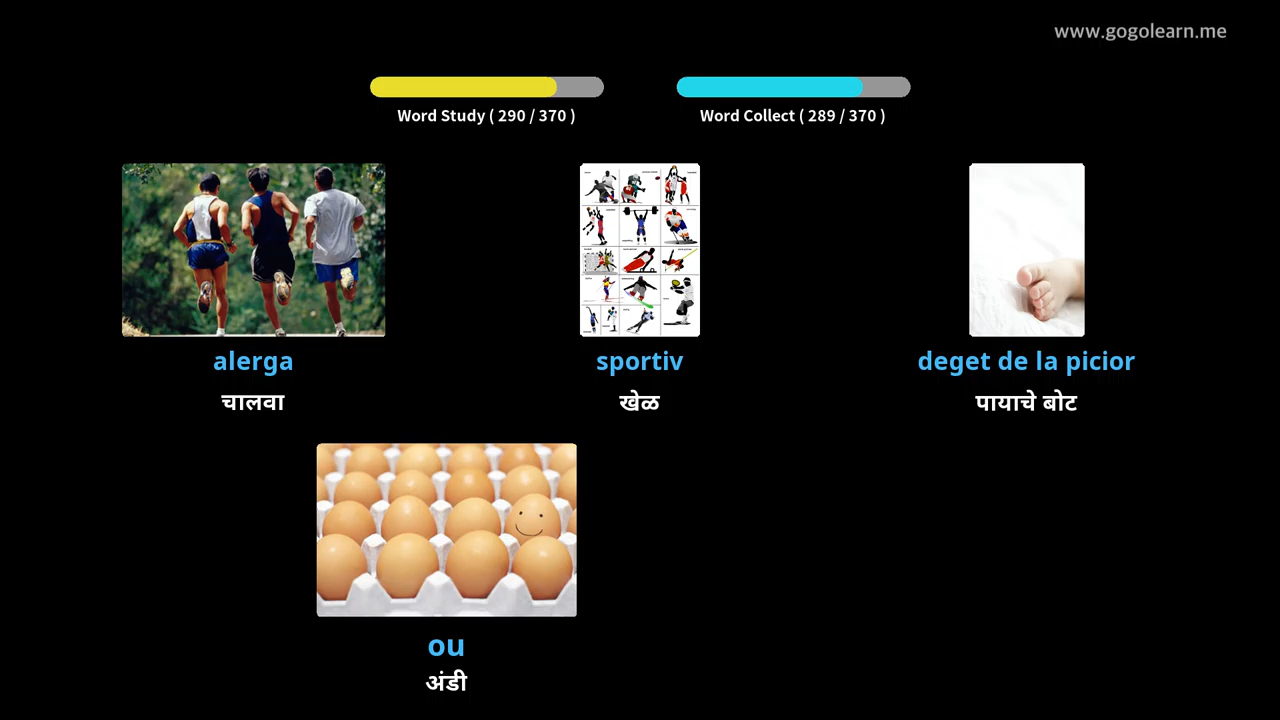 www.gogolearn.me
Word Study ( 290 / 370 )
Word Collect ( 289 / 370 )
alerga
चालवा
sportiv
खेळ
deget de la picior
पायाचे बोट
ou
अंडी